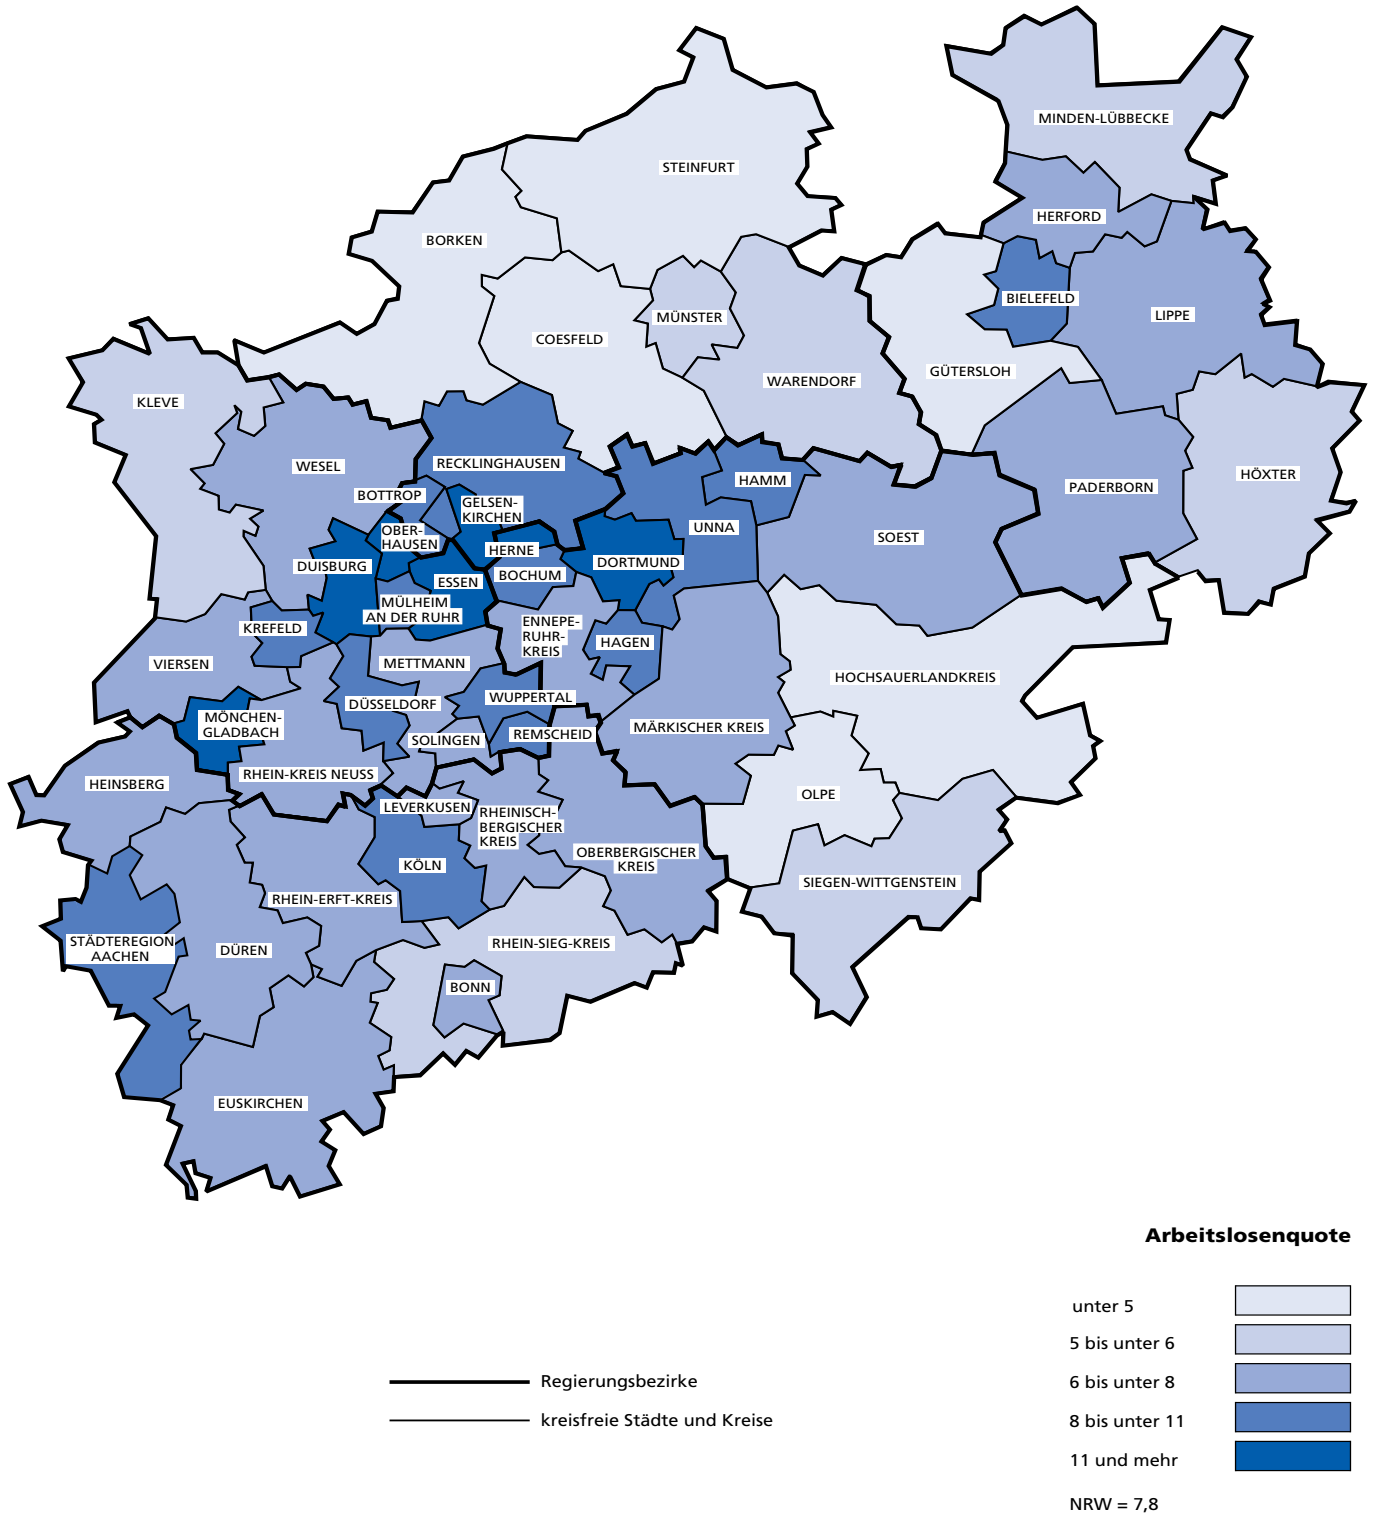 MINDEN-LÜBBECKE
STEINFURT
HERFORD
BORKEN
BIELEFELD
LIPPE
MÜNSTER
COESFELD
GÜTERSLOH
WARENDORF
KLEVE
WESEL
RECKLINGHAUSEN
HAMM
HÖXTER
PADERBORN
BOTTROP
GELSEN-
KIRCHEN
UNNA
SOEST
OBER-
HAUSEN
HERNE
DORTMUND
DUISBURG
BOCHUM
ESSEN
MÜLHEIM
AN DER RUHR
ENNEPE-
RUHR-
KREIS
KREFELD
HAGEN
VIERSEN
METTMANN
HOCHSAUERLANDKREIS
WUPPERTAL
DÜSSELDORF
MÖNCHEN-
GLADBACH
MÄRKISCHER KREIS
REMSCHEID
SOLINGEN
RHEIN-KREIS NEUSS
HEINSBERG
OLPE
LEVERKUSEN
RHEINISCH-
BERGISCHER
KREIS
OBERBERGISCHER
KREIS
KÖLN
SIEGEN-WITTGENSTEIN
RHEIN-ERFT-KREIS
STÄDTEREGION
AACHEN
DÜREN
RHEIN-SIEG-KREIS
BONN
EUSKIRCHEN
Arbeitslosenquote
unter 5
5 bis unter 6
6 bis unter 8
8 bis unter 11
11 und mehr
NRW = 7,8
Regierungsbezirke
kreisfreie Städte und Kreise